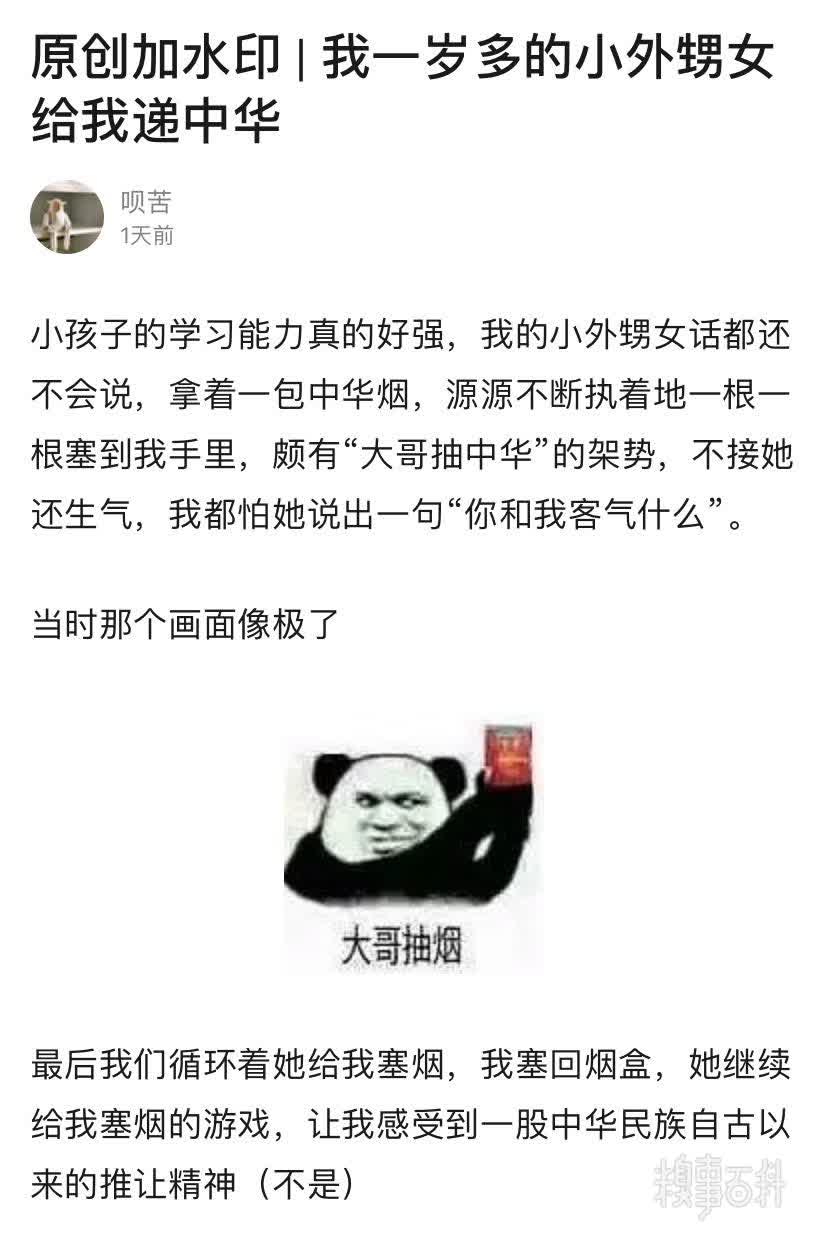 原创加水印 | 我一岁多的小外甥女
给我递中华
呗苦
1天前
小孩子的学习能力真的好强，我的小外甥女话都还
不会说，拿着一包中华烟，源源不断执着地一根一
根塞到我手里，颇有“大哥抽中华”的架势，不接她
还生气，我都怕她说出一句“你和我客气什么”。
当时那个画面像极了
大哥抽烟
最后我们循环着她给我塞烟，我塞回烟盒，她继续
给我塞烟的游戏，让我感受到一股中华民族自古以
来的推让精神（不是）
糗事百科